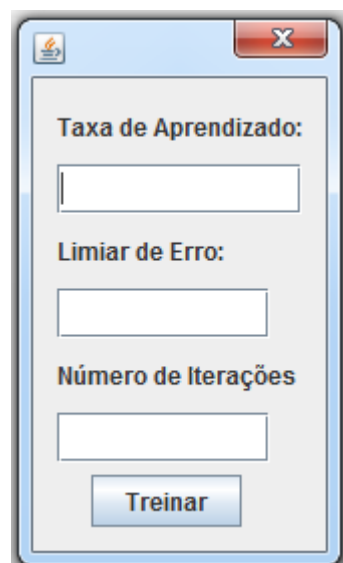 Taxa de Aprendizado:
Limiar de Erro:
Número de Iterações
Treinar